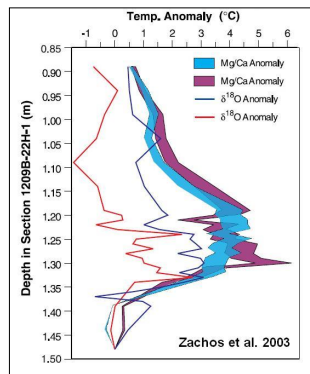 Temp. Anomaly (°C)
-1 0 1 2 3 4 5 6
Depth in Section 1209B-22H-1 (m)
0.85
0.90
0.95
1.00
1.05
1.10
1.15
1.20
1.25
1.30
1.35
1.40
1.45
1.50
Mg/Ca Anomaly
Mg/Ca Anomaly
δ¹⁸O Anomaly
δ¹⁸O Anomaly
Zachos et al. 2003